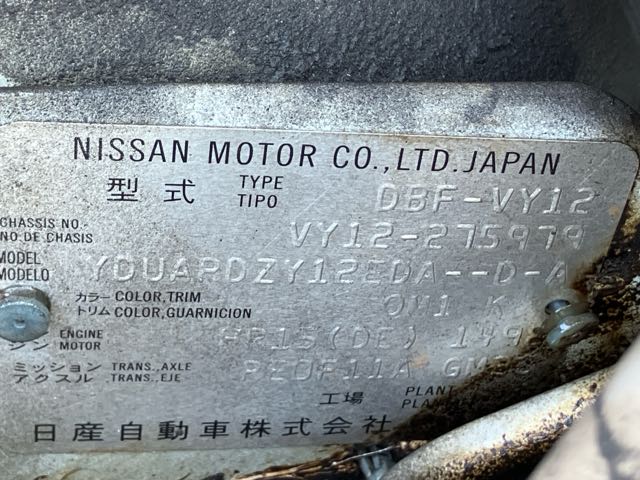 NISSAN MOTOR CO.,LTD.JAPAN
型式 TYPE TIPO DBF-VY12
CHASSIS NO. NO.DE CHASIS VY12-275979
MODEL MODELO YDUARDZY12EDA--D-A
カラー COLOR,TRIM
トリム COLOR,GUARNICION QM1 K
ENGINE MOTOR HR15(DE) 149
ミッション TRANS.,AXLE
アクスル TRANS.,EJE RE0F11A
工場 PLANT
日産自動車株式会社